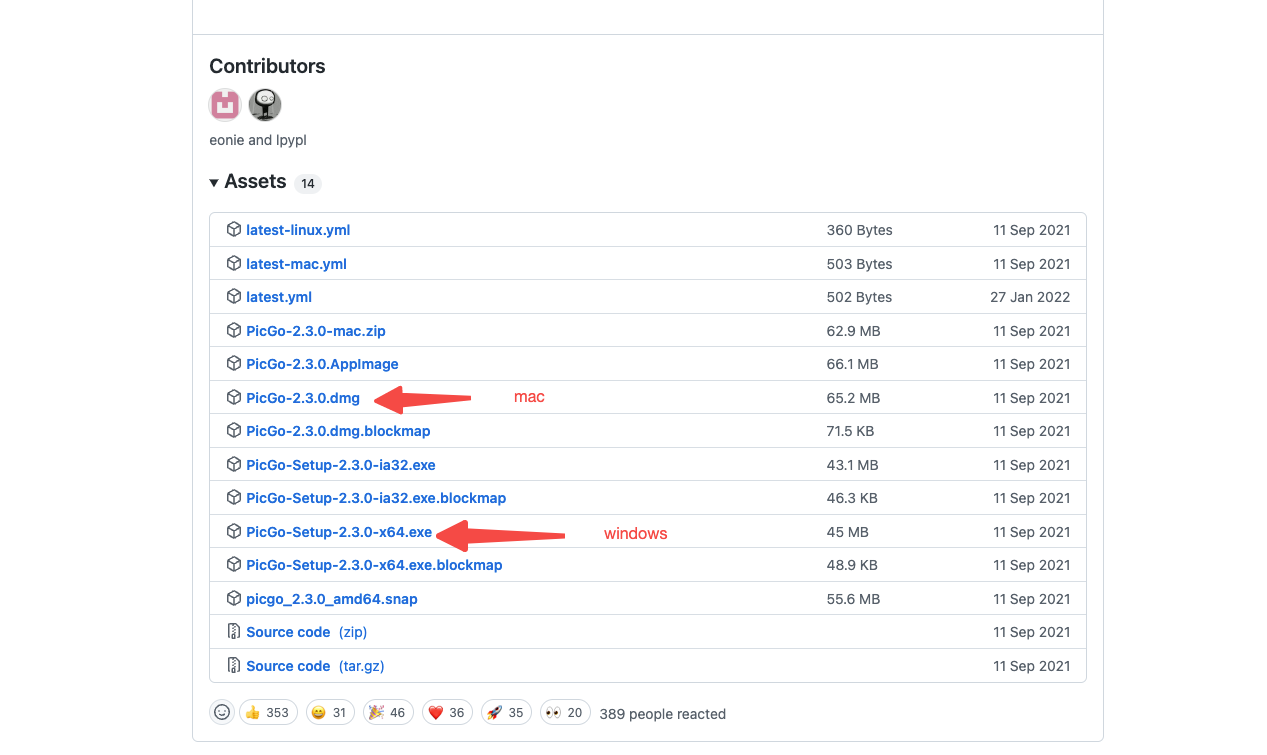 Contributors
eonie and lpypl
Assets 14
latest-linux.yml 360 Bytes 11 Sep 2021
latest-mac.yml 503 Bytes 11 Sep 2021
latest.yml 502 Bytes 27 Jan 2022
PicGo-2.3.0-mac.zip 62.9 MB 11 Sep 2021
PicGo-2.3.0.AppImage 66.1 MB 11 Sep 2021
PicGo-2.3.0.dmg mac 65.2 MB 11 Sep 2021
PicGo-2.3.0.dmg.blockmap 71.5 KB 11 Sep 2021
PicGo-Setup-2.3.0-ia32.exe 43.1 MB 11 Sep 2021
PicGo-Setup-2.3.0-ia32.exe.blockmap 46.3 KB 11 Sep 2021
PicGo-Setup-2.3.0-x64.exe windows 45 MB 11 Sep 2021
PicGo-Setup-2.3.0-x64.exe.blockmap 48.9 KB 11 Sep 2021
picgo_2.3.0_amd64.snap 55.6 MB 11 Sep 2021
Source code (zip) 11 Sep 2021
Source code (tar.gz) 11 Sep 2021
353 31 46 36 35 20 389 people reacted